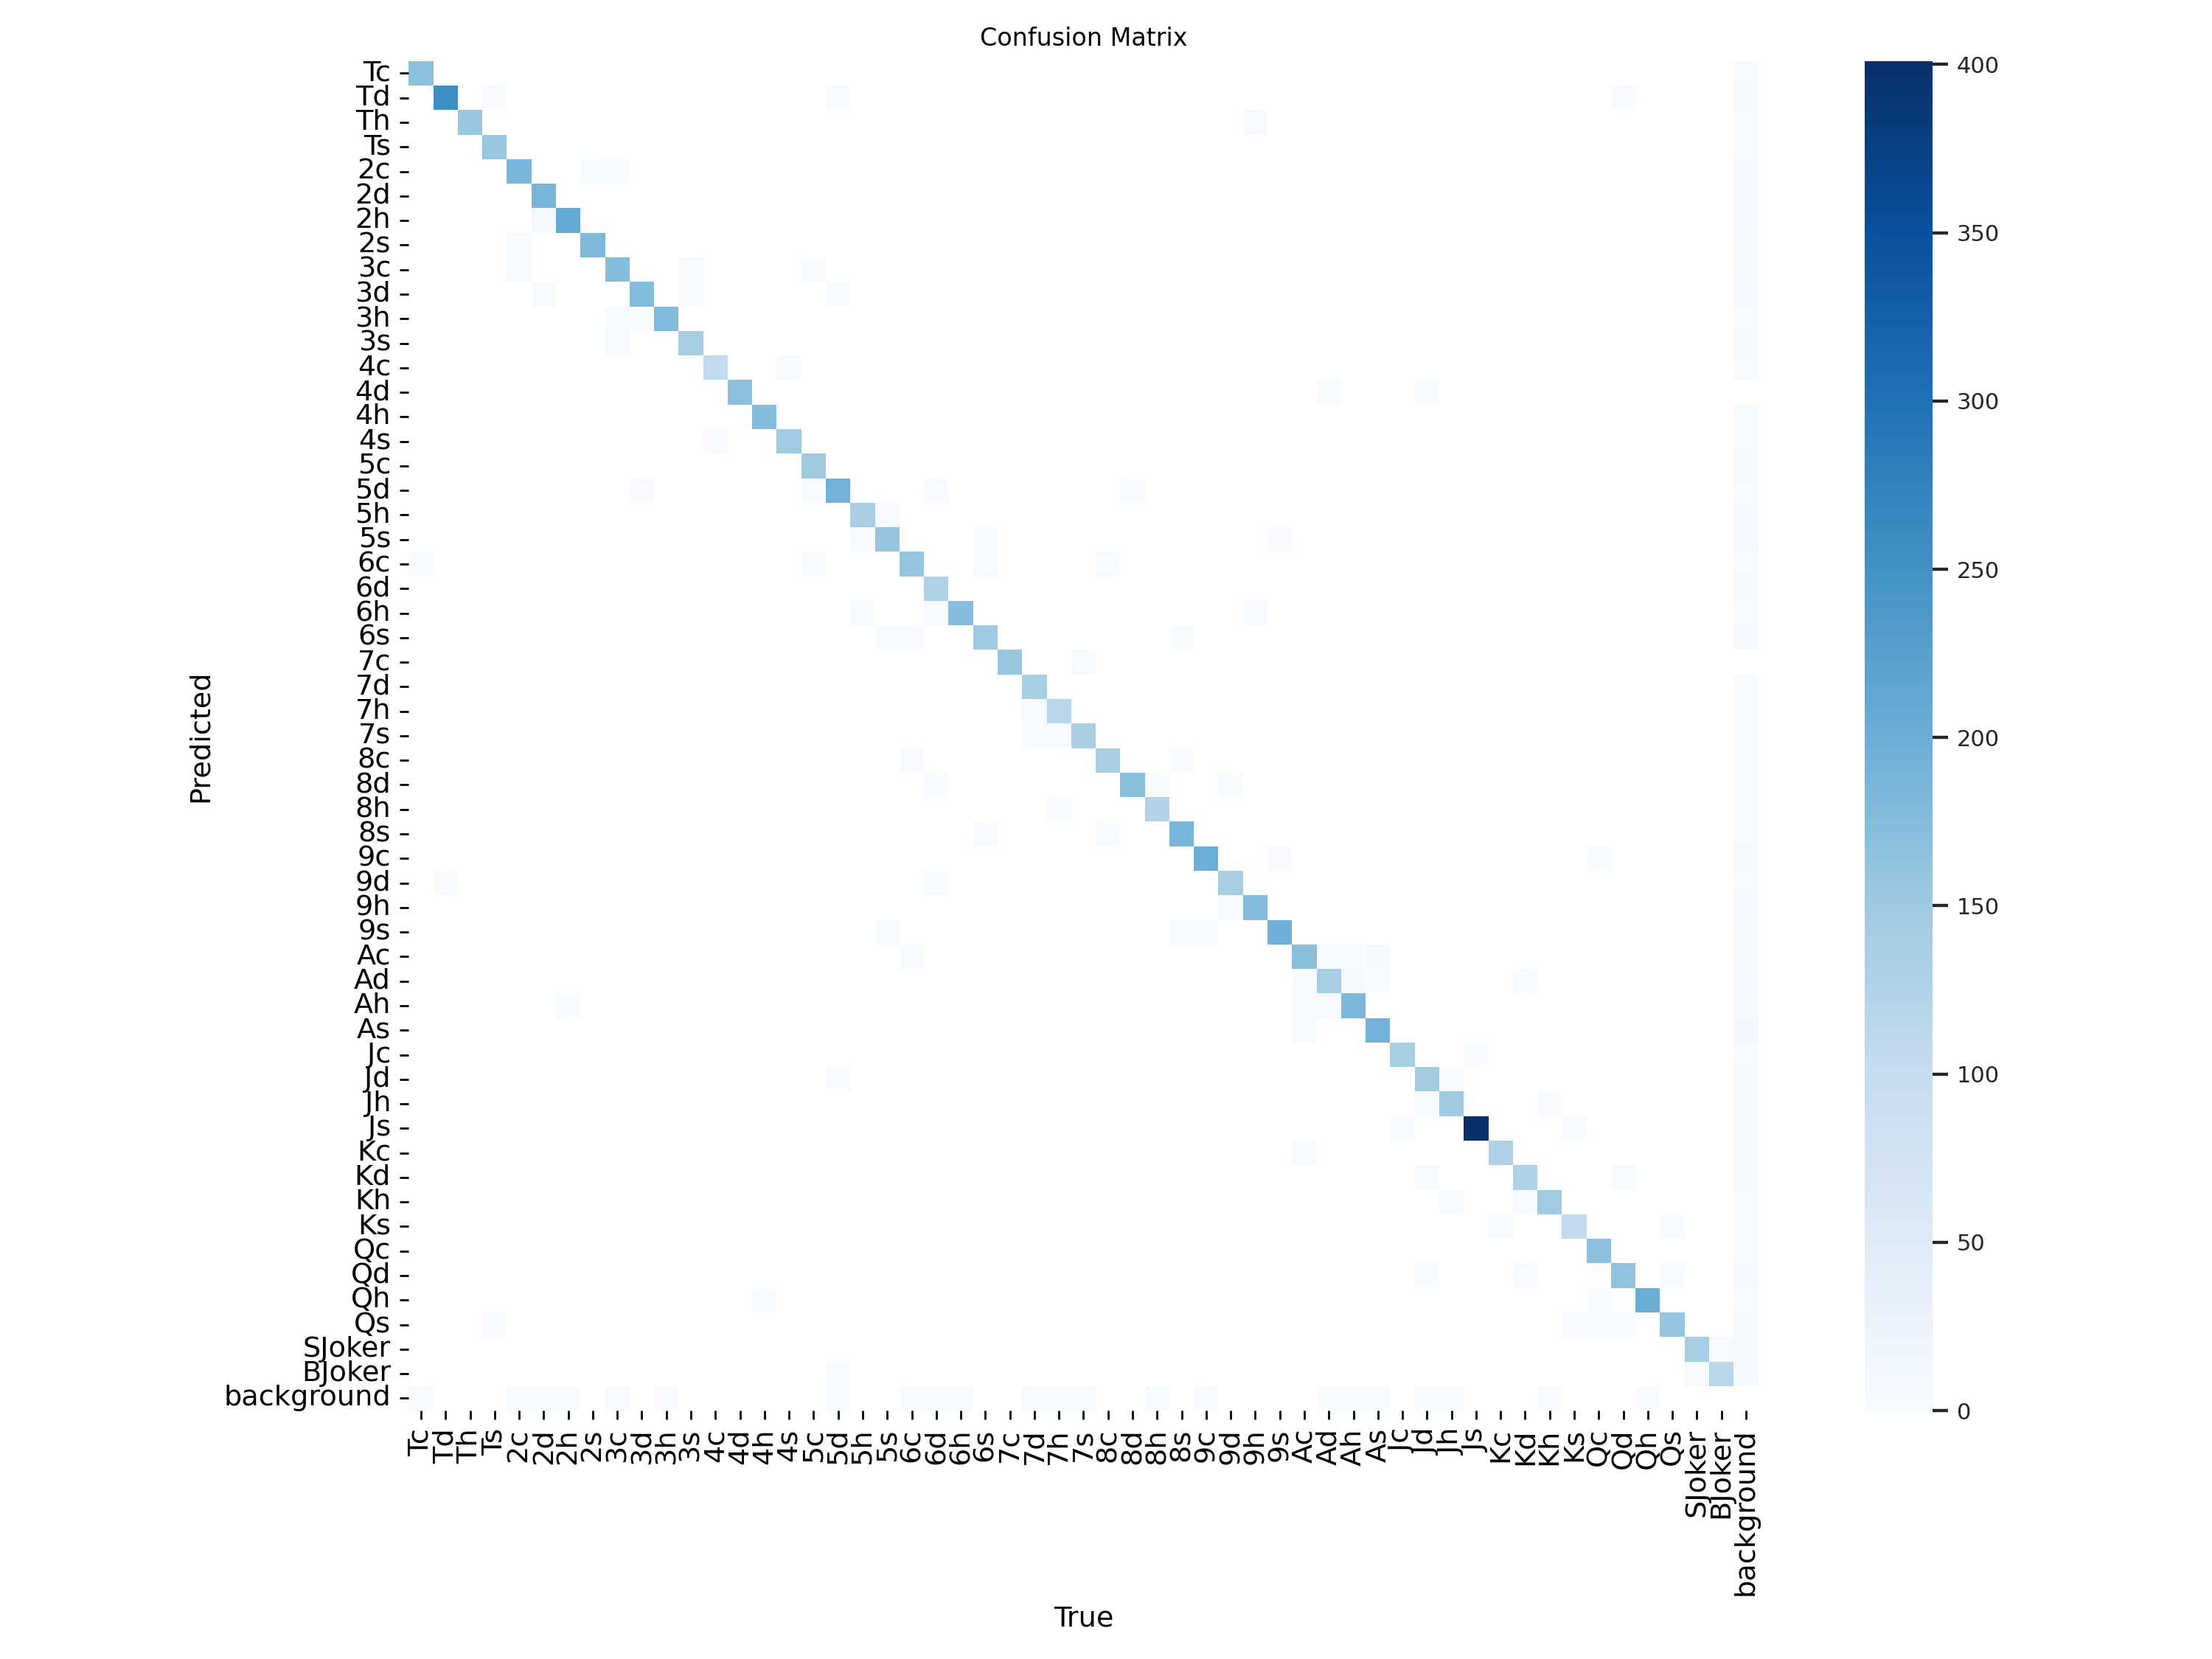 Confusion Matrix
Tc
Td
Th
Ts
2c
2d
2h
2s
3c
3d
3h
3s
4c
4d
4h
4s
5c
5d
5h
5s
6c
6d
6h
6s
7c
7d
7h
7s
8c
8d
8h
8s
9c
9d
9h
9s
Ac
Ad
Ah
As
Jc
Jd
Jh
Js
Kc
Kd
Kh
Ks
Qc
Qd
Qh
Qs
SJoker
BJoker
background
Predicted
Tc Td Th Ts 2c 2d 2h 2s 3c 3d 3h 3s 4c 4d 4h 4s 5c 5d 5h 5s 6c 6d 6h 6s 7c 7d 7h 7s 8c 8d 8h 8s 9c 9d 9h 9s Ac Ad Ah As Jc Jd Jh Js Kc Kd Kh Ks Qc Qd Qh Qs SJoker BJoker background
True
400
350
300
250
200
150
100
50
0